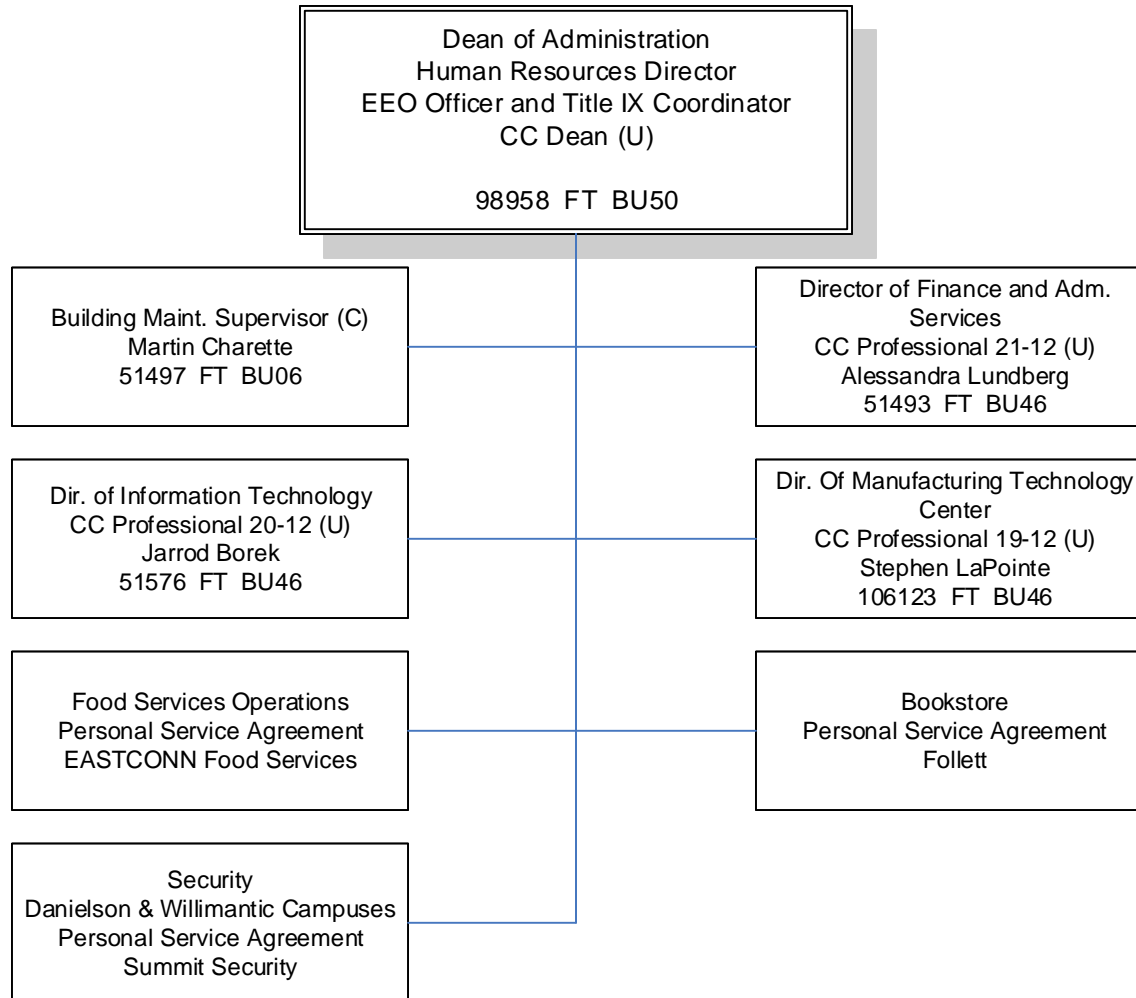 Dean of Administration
Human Resources Director
EEO Officer and Title IX Coordinator
CC Dean (U)
98958 FT BU50
Building Maint. Supervisor (C)
Martin Charette
51497 FT BU06
Director of Finance and Adm.
Services
CC Professional 21-12 (U)
Alessandra Lundberg
51493 FT BU46
Dir. of Information Technology
CC Professional 20-12 (U)
Jarrod Borek
51576 FT BU46
Dir. Of Manufacturing Technology
Center
CC Professional 19-12 (U)
Stephen LaPointe
106123 FT BU46
Food Services Operations
Personal Service Agreement
EASTCONN Food Services
Bookstore
Personal Service Agreement
Follett
Security
Danielson & Willimantic Campuses
Personal Service Agreement
Summit Security